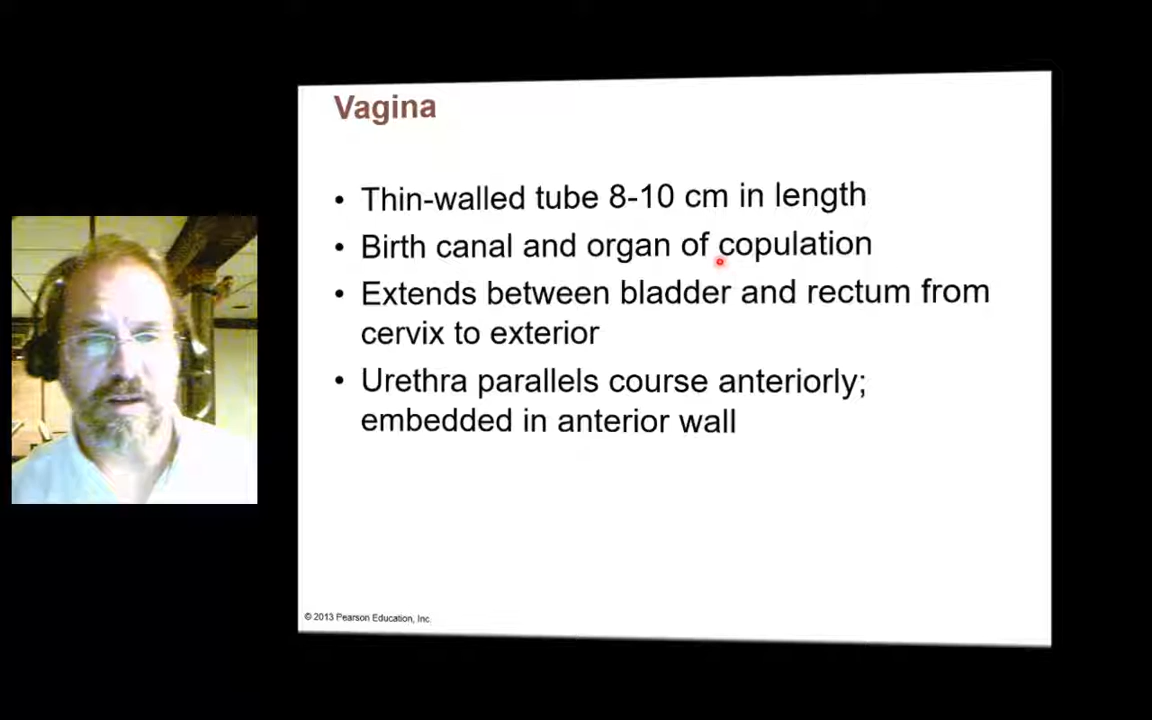 Vagina
• Thin-walled tube 8-10 cm in length
• Birth canal and organ of copulation
• Extends between bladder and rectum from
cervix to exterior
• Urethra parallels course anteriorly;
embedded in anterior wall
© 2013 Pearson Education, Inc.